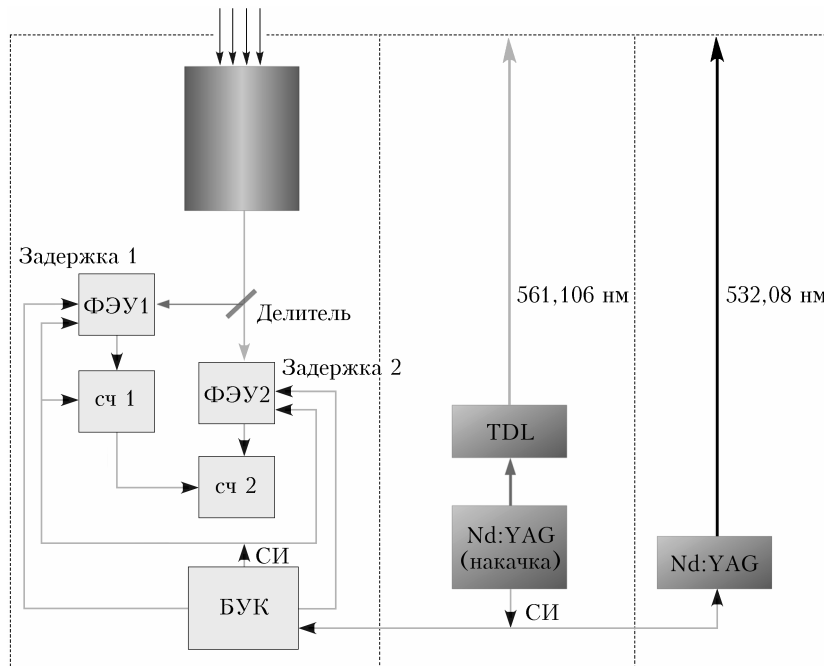 Задержка 1
ФЭУ1
Делитель
Задержка 2
ФЭУ2
сч 1
сч 2
СИ
БУК
561,106 нм
532,08 нм
TDL
Nd:YAG
(накачка)
Nd:YAG
СИ